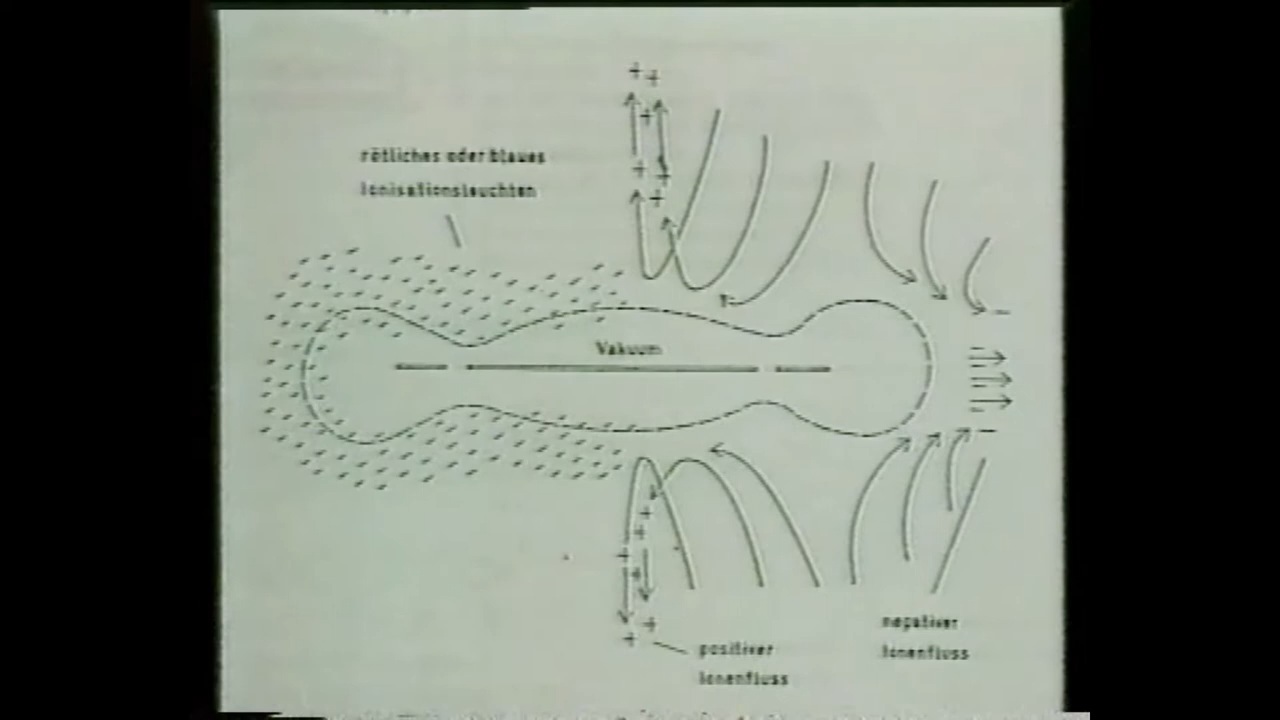 rötliches oder blaues
Ionisationsleuchten
Vakuum
positiver
Ionenfluss
negativer
Ionenfluss